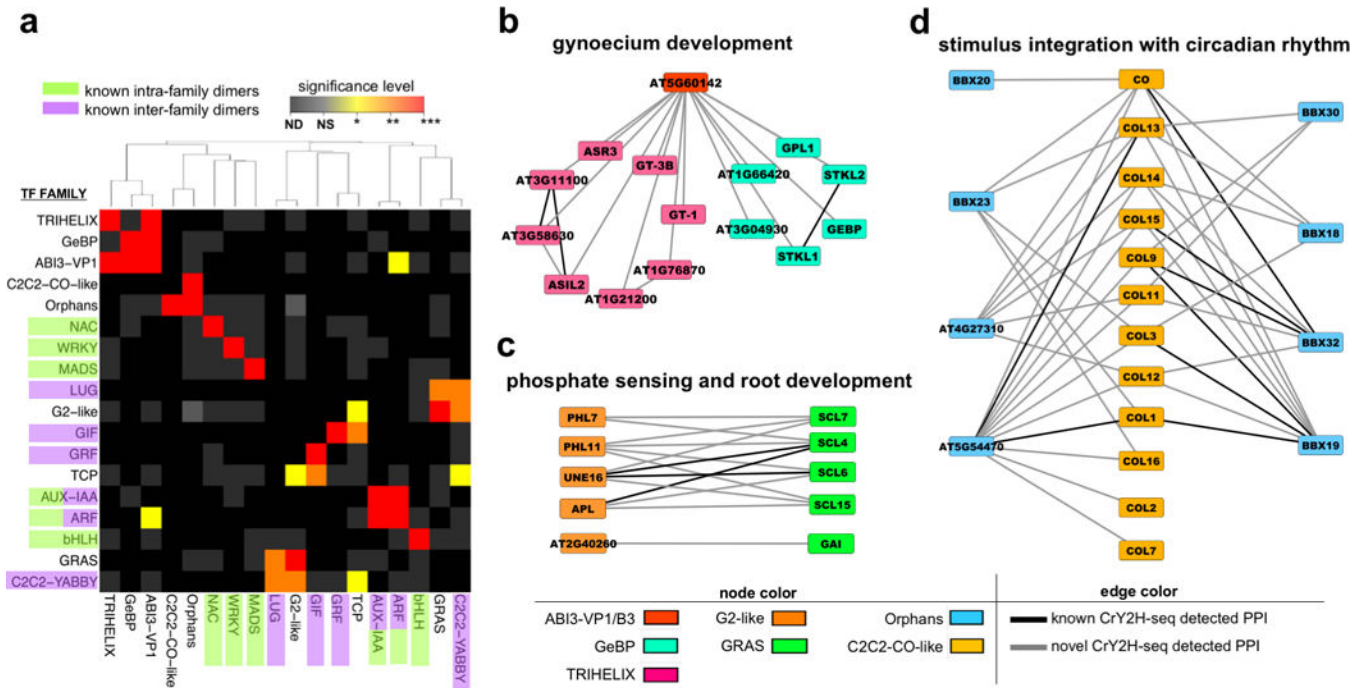 a
known intra-family dimers
known inter-family dimers
significance level
ND NS * ** ***
TF FAMILY
TRIHELIX
GeBP
ABI3-VP1
C2C2-CO-like
Orphans
NAC
WRKY
MADS
LUG
G2-like
GIF
GRF
TCP
AUX-IAA
ARF
bHLH
GRAS
C2C2-YABBY
TRIHELIX
GeBP
ABI3-VP1
C2C2-CO-like
Orphans
NAC
WRKY
MADS
LUG
G2-like
GIF
GRF
TCP
AUX-IAA
ARF
bHLH
GRAS
C2C2-YABBY
b
gynoecium development
AT5G60142
ASR3
GT-3B
GPL1
AT3G11100
AT1G66420
STKL2
GT-1
AT3G58630
AT3G04930
GEBP
STKL1
AT1G76870
ASIL2
AT1G21200
c
phosphate sensing and root development
PHL7
SCL7
PHL11
SCL4
UNE16
SCL6
APL
SCL15
AT2G40260
GAI
d
stimulus integration with circadian rhythm
BBX20
CO
BBX30
COL13
COL14
BBX23
COL15
BBX18
COL9
COL11
AT4G27310
COL3
BBX32
COL12
COL1
AT5G54470
BBX19
COL16
COL2
COL7
node color
edge color
ABI3-VP1/B3
G2-like
Orphans
known CrY2H-seq detected PPI
GeBP
GRAS
C2C2-CO-like
novel CrY2H-seq detected PPI
TRIHELIX